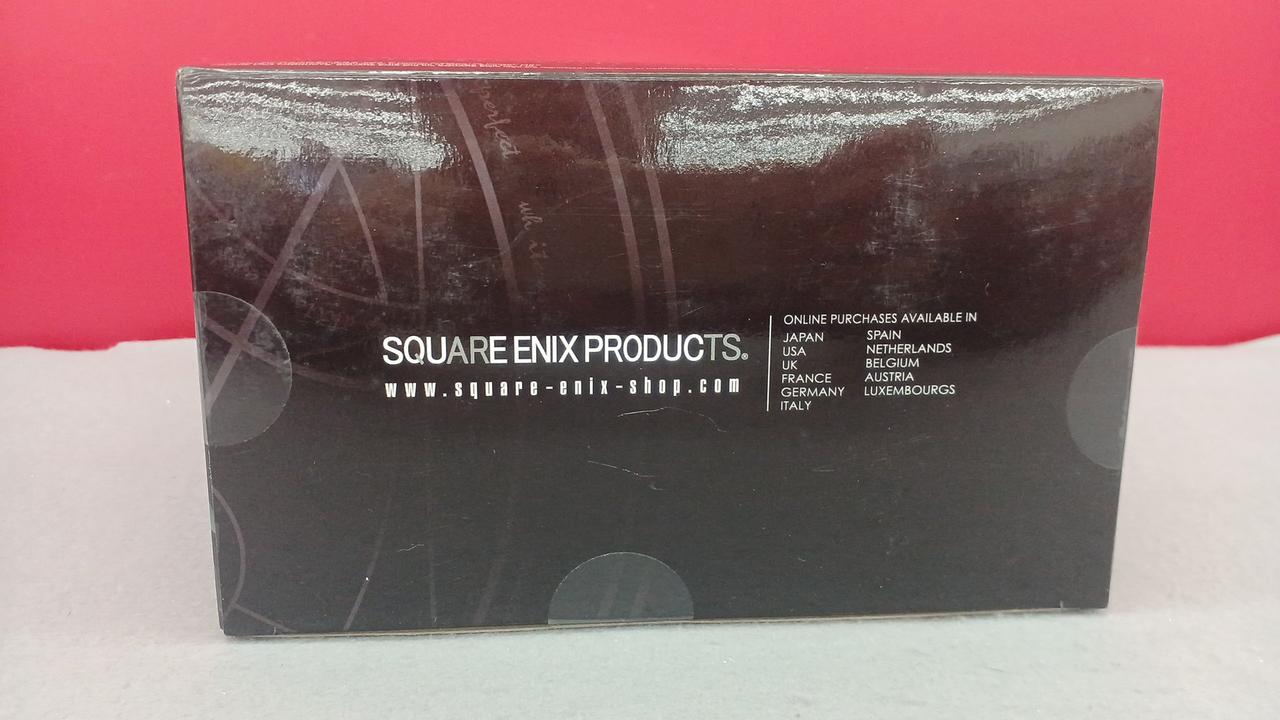 SQUARE ENIX PRODUCTS®
www.square-enix-shop.com
ONLINE PURCHASES AVAILABLE IN
JAPAN SPAIN
USA NETHERLANDS
UK BELGIUM
FRANCE AUSTRIA
GERMANY LUXEMBOURGS
ITALY